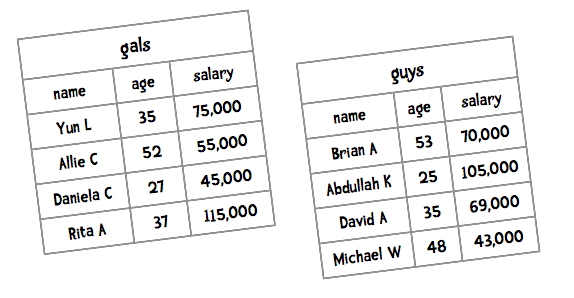 gals
name age salary
Yun L 35 75,000
Allie C 52 55,000
Daniela C 27 45,000
Rita A 37 115,000
guys
name age salary
Brian A 53 70,000
Abdullah K 25 105,000
David A 35 69,000
Michael W 48 43,000